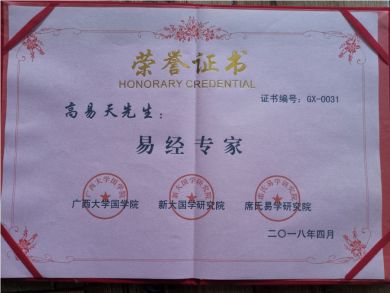 荣誉证书
HONORARY CREDENTIAL
证书编号：GX-0031
高易天先生：
易经专家
广西大学国学院 新大国学研究院 席氏易学研究院
二〇一八年四月